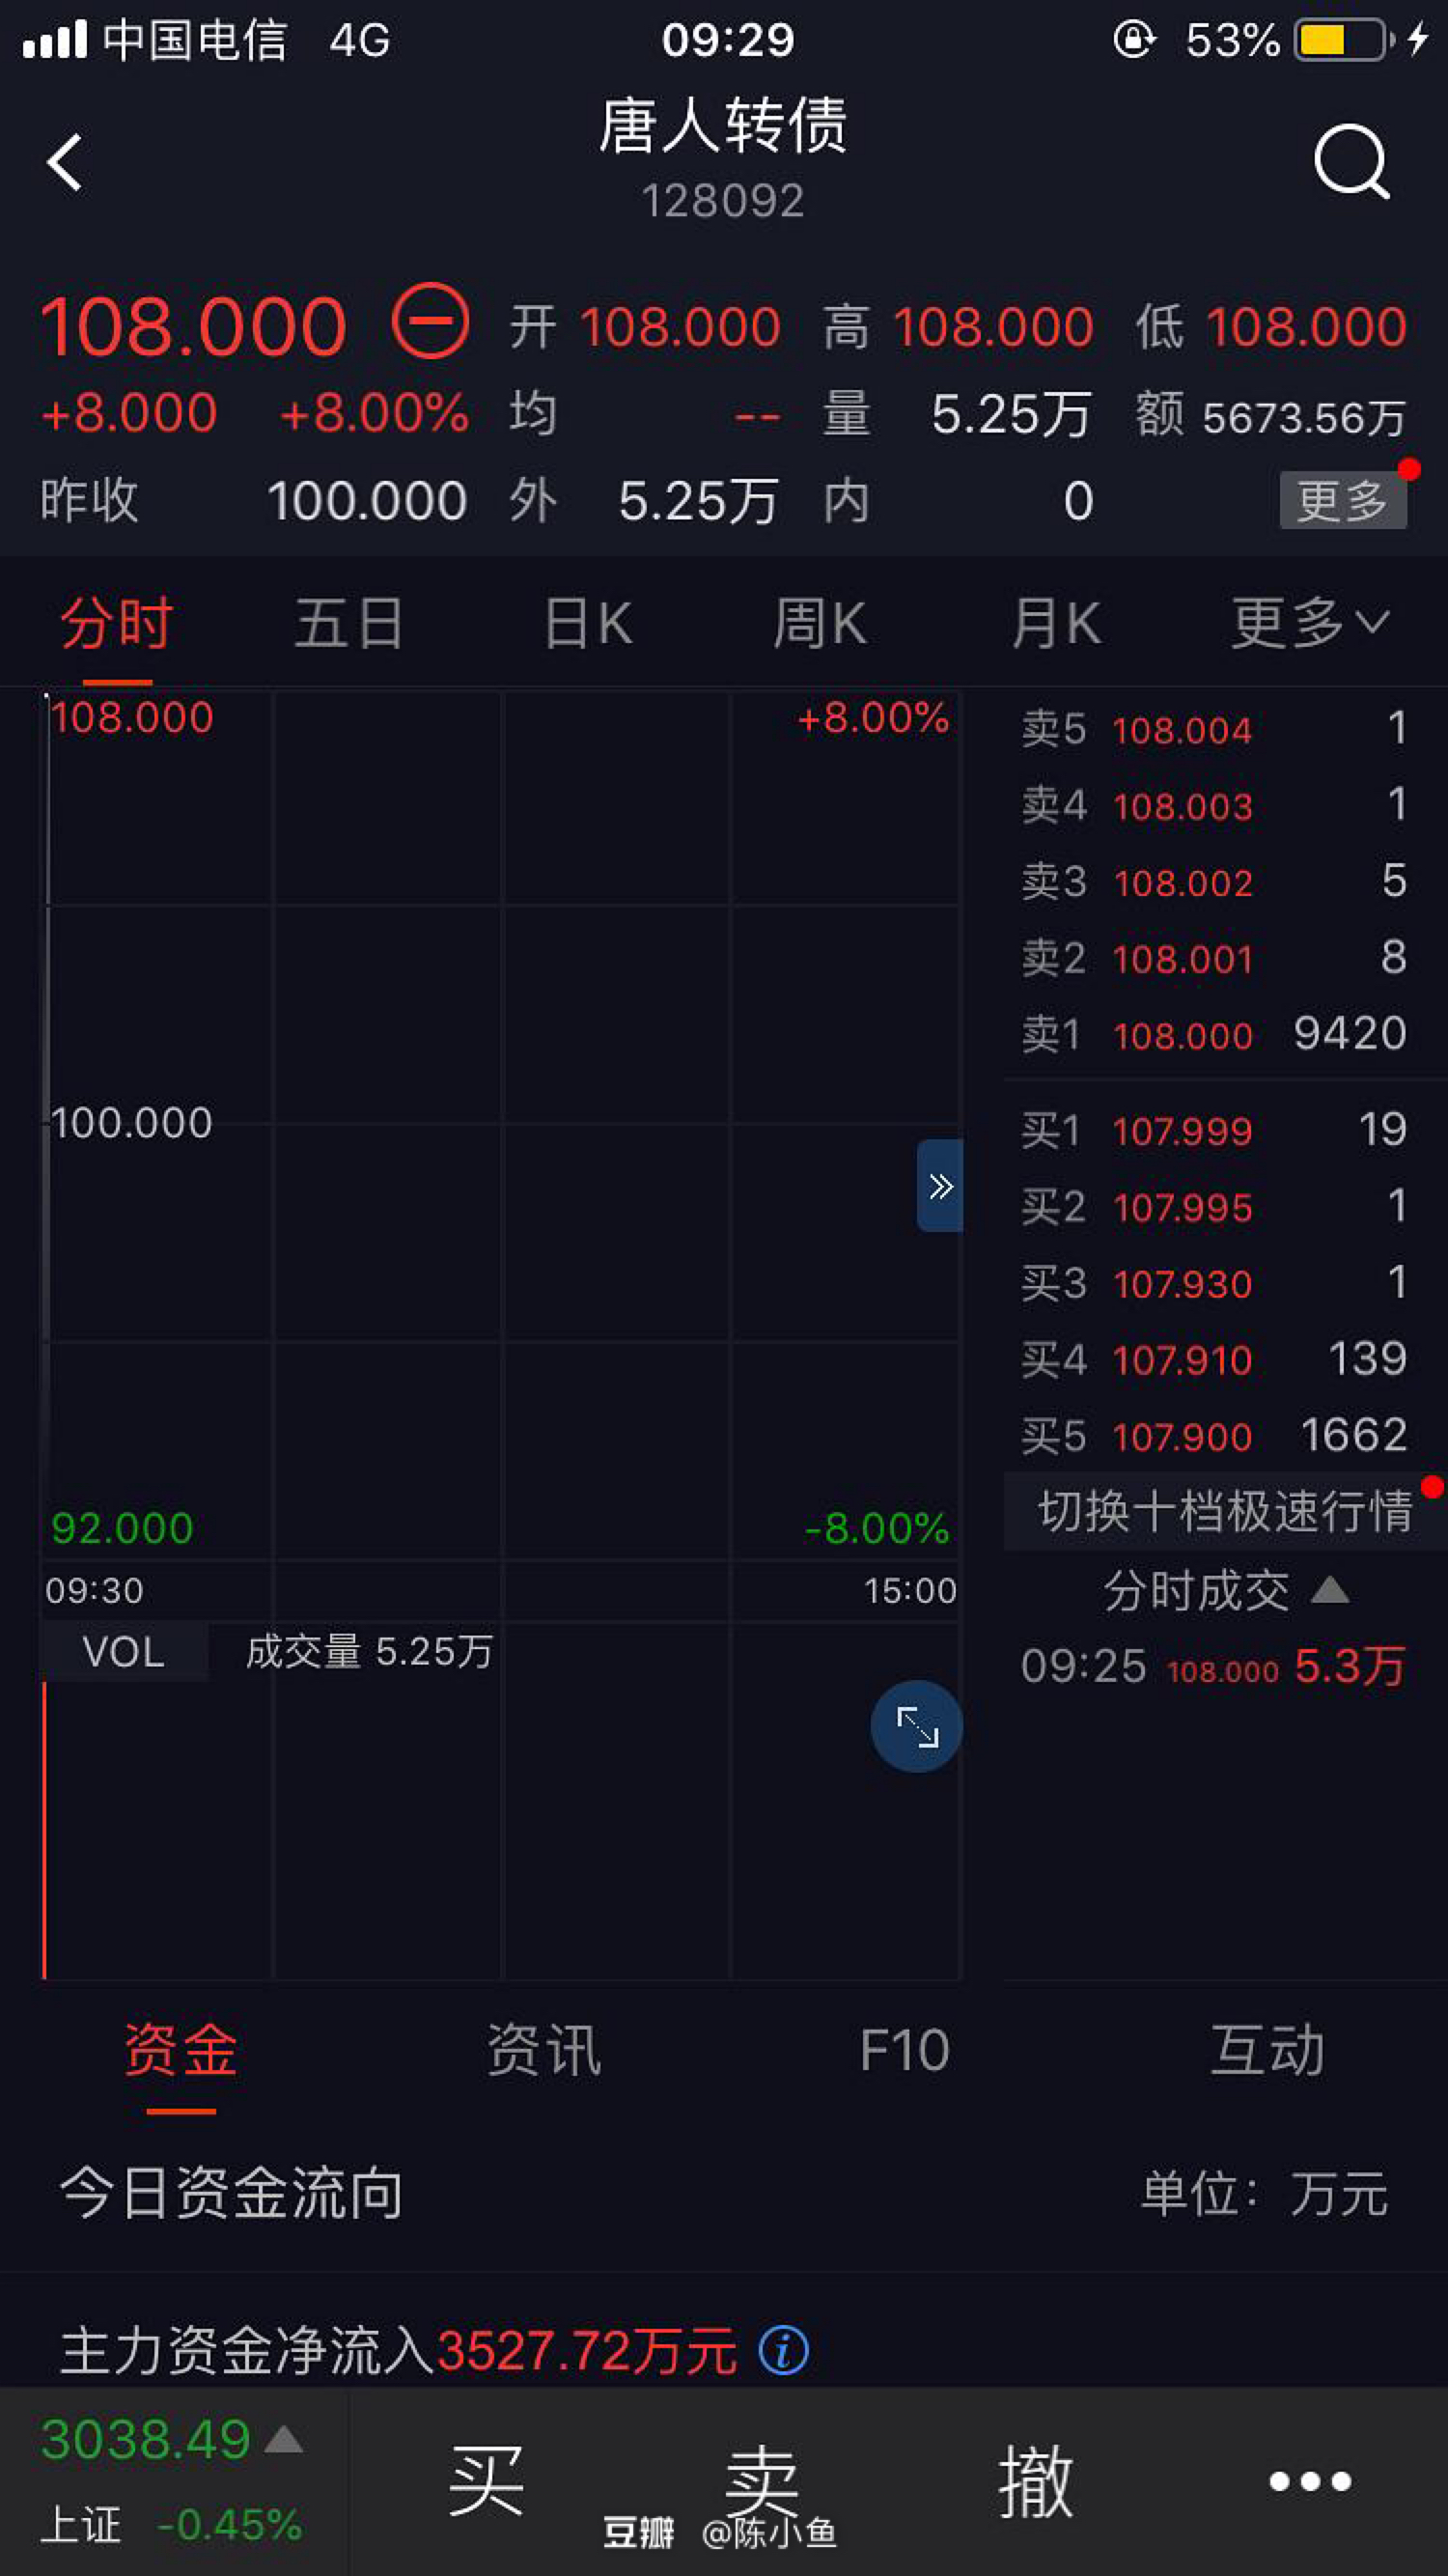 中国电信 4G 09:29 53%
唐人转债
128092
108.000 开 108.000 高 108.000 低 108.000
+8.000 +8.00% 均 -- 量 5.25万 额 5673.56万
昨收 100.000 外 5.25万 内 0 更多
分时 五日 日K 周K 月K 更多
108.000 +8.00%
100.000
92.000 -8.00%
09:30 15:00
VOL 成交量 5.25万
卖5 108.004 1
卖4 108.003 1
卖3 108.002 5
卖2 108.001 8
卖1 108.000 9420
买1 107.999 19
买2 107.995 1
买3 107.930 1
买4 107.910 139
买5 107.900 1662
切换十档极速行情
分时成交
09:25 108.000 5.3万
资金 资讯 F10 互动
今日资金流向 单位：万元
主力资金净流入3527.72万元
3038.49
上证 -0.45%
买 卖 撤
豆瓣 @陈小鱼